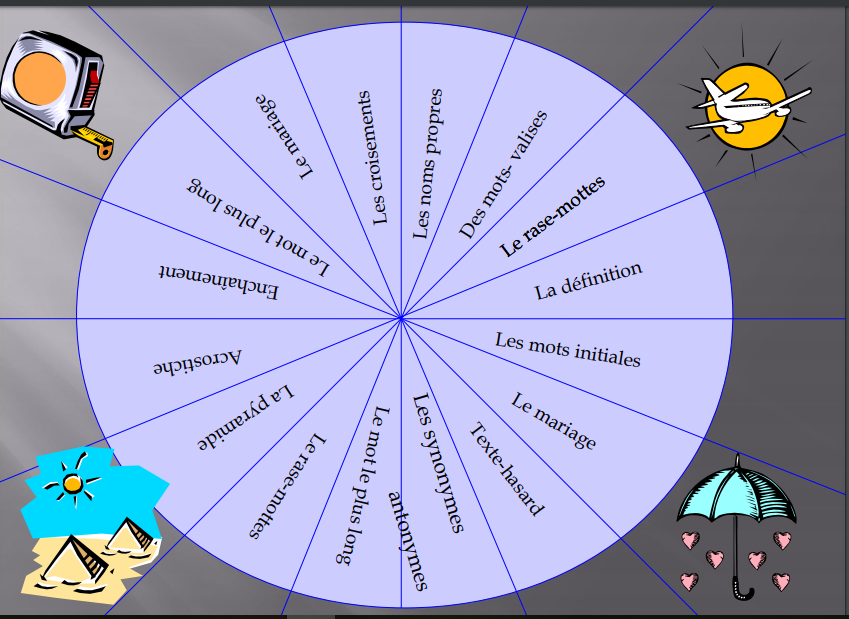 Les noms propres
Des mots- valises
Le rase-mottes
La définition
Les mots initiales
Le mariage
Texte-hasard
Les synonymes
antonymes
Le mot le plus long
Le rase-mottes
La pyramide
Acrostiche
Enchaînement
Le mot le plus long
Le mariage
Les croisements